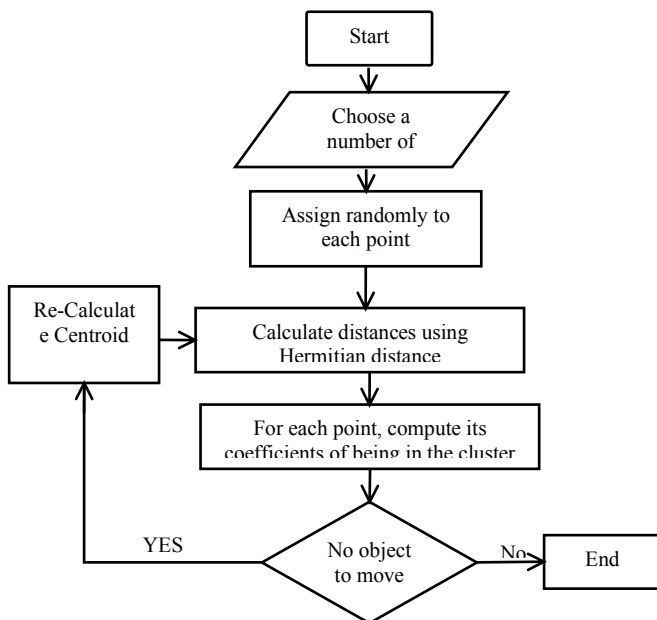 Start
Choose a
number of
Assign randomly to
each point
Re-Calculat
e Centroid
Calculate distances using
Hermitian distance
For each point, compute its
coefficients of being in the cluster
YES
No object
to move
No
End